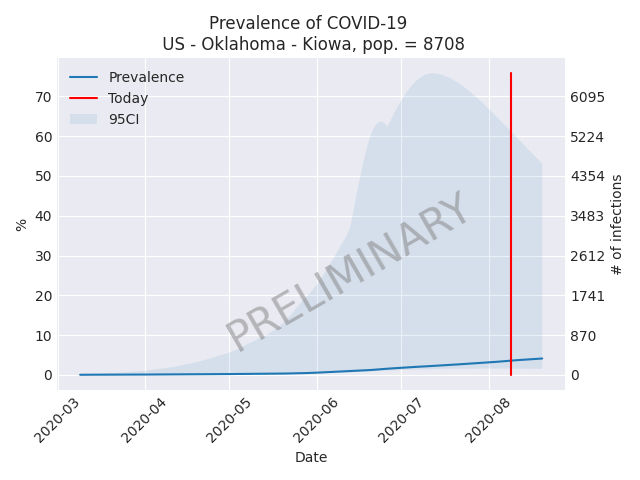 Prevalence of COVID-19
US - Oklahoma - Kiowa, pop. = 8708
Prevalence
Today
95CI
70
60
50
40
30
20
10
0
%
6095
5224
4354
3483
2612
1741
870
0
# of infections
PRELIMINARY
2020-03
2020-04
2020-05
2020-06
2020-07
2020-08
Date